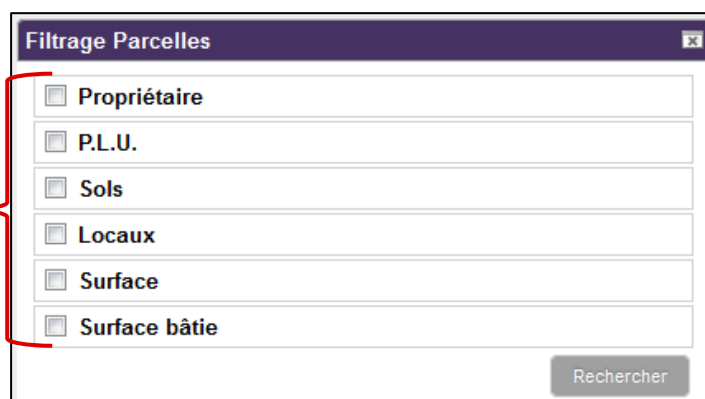 Filtrage Parcelles
Propriétaire
P.L.U.
Sols
Locaux
Surface
Surface bâtie
Rechercher